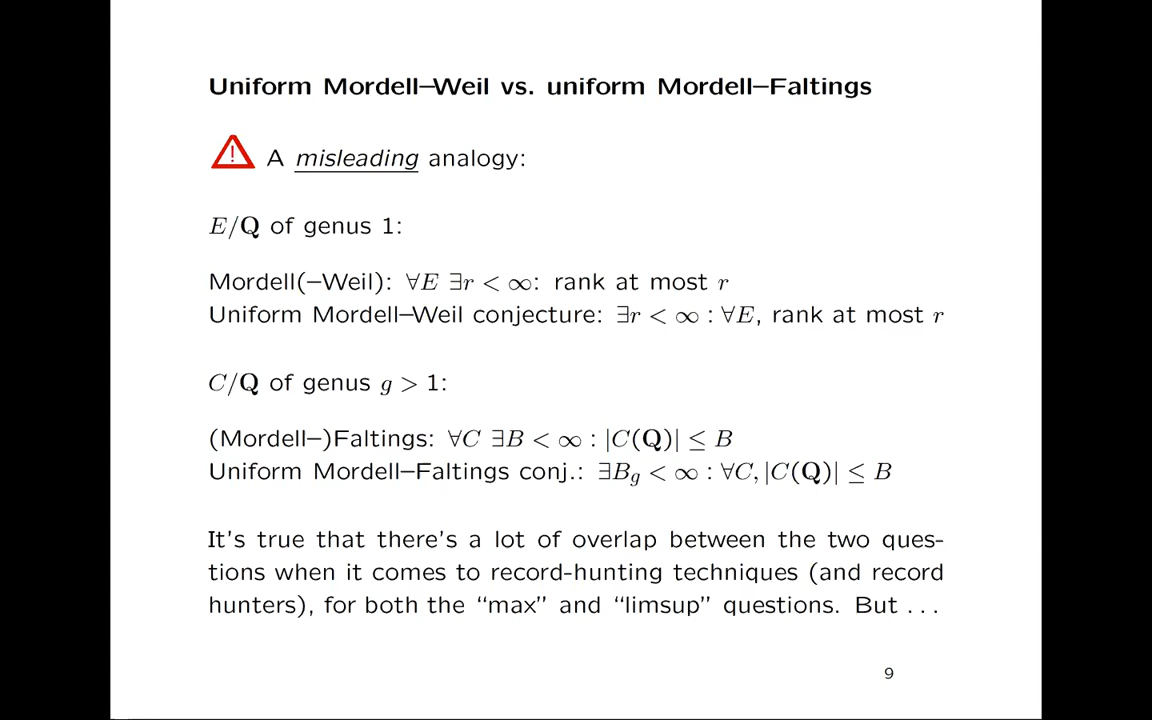 Uniform Mordell–Weil vs. uniform Mordell–Faltings
A misleading analogy:
E/Q of genus 1:
Mordell(–Weil): ∀E ∃r < ∞: rank at most r
Uniform Mordell–Weil conjecture: ∃r < ∞ : ∀E, rank at most r
C/Q of genus g > 1:
(Mordell–)Faltings: ∀C ∃B < ∞ : |C(Q)| ≤ B
Uniform Mordell–Faltings conj.: ∃B_g < ∞ : ∀C, |C(Q)| ≤ B
It's true that there's a lot of overlap between the two ques-
tions when it comes to record-hunting techniques (and record
hunters), for both the “max” and “limsup” questions. But . . .
9